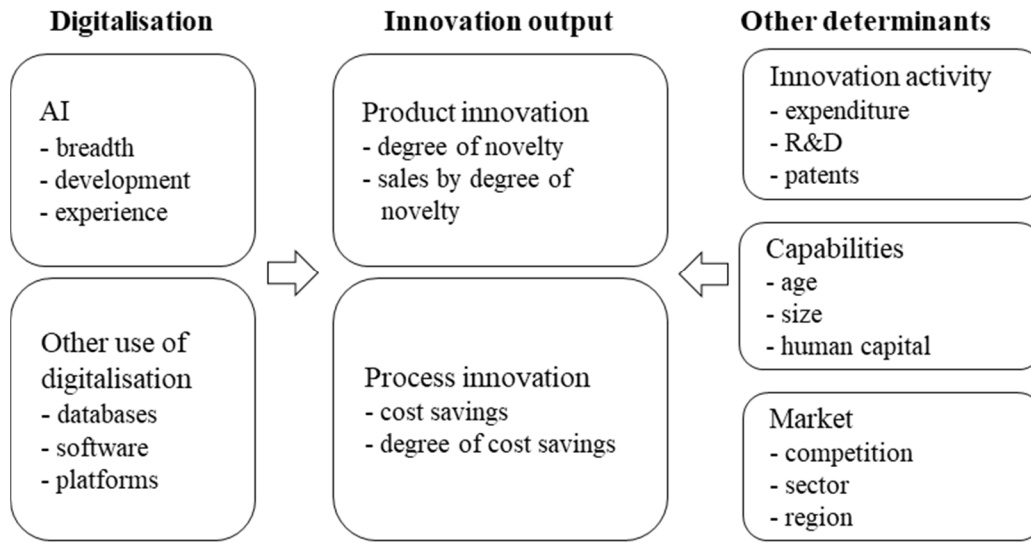 Digitalisation
AI
- breadth
- development
- experience
Other use of
digitalisation
- databases
- software
- platforms
Innovation output
Product innovation
- degree of novelty
- sales by degree of
novelty
Process innovation
- cost savings
- degree of cost savings
Other determinants
Innovation activity
- expenditure
- R&D
- patents
Capabilities
- age
- size
- human capital
Market
- competition
- sector
- region